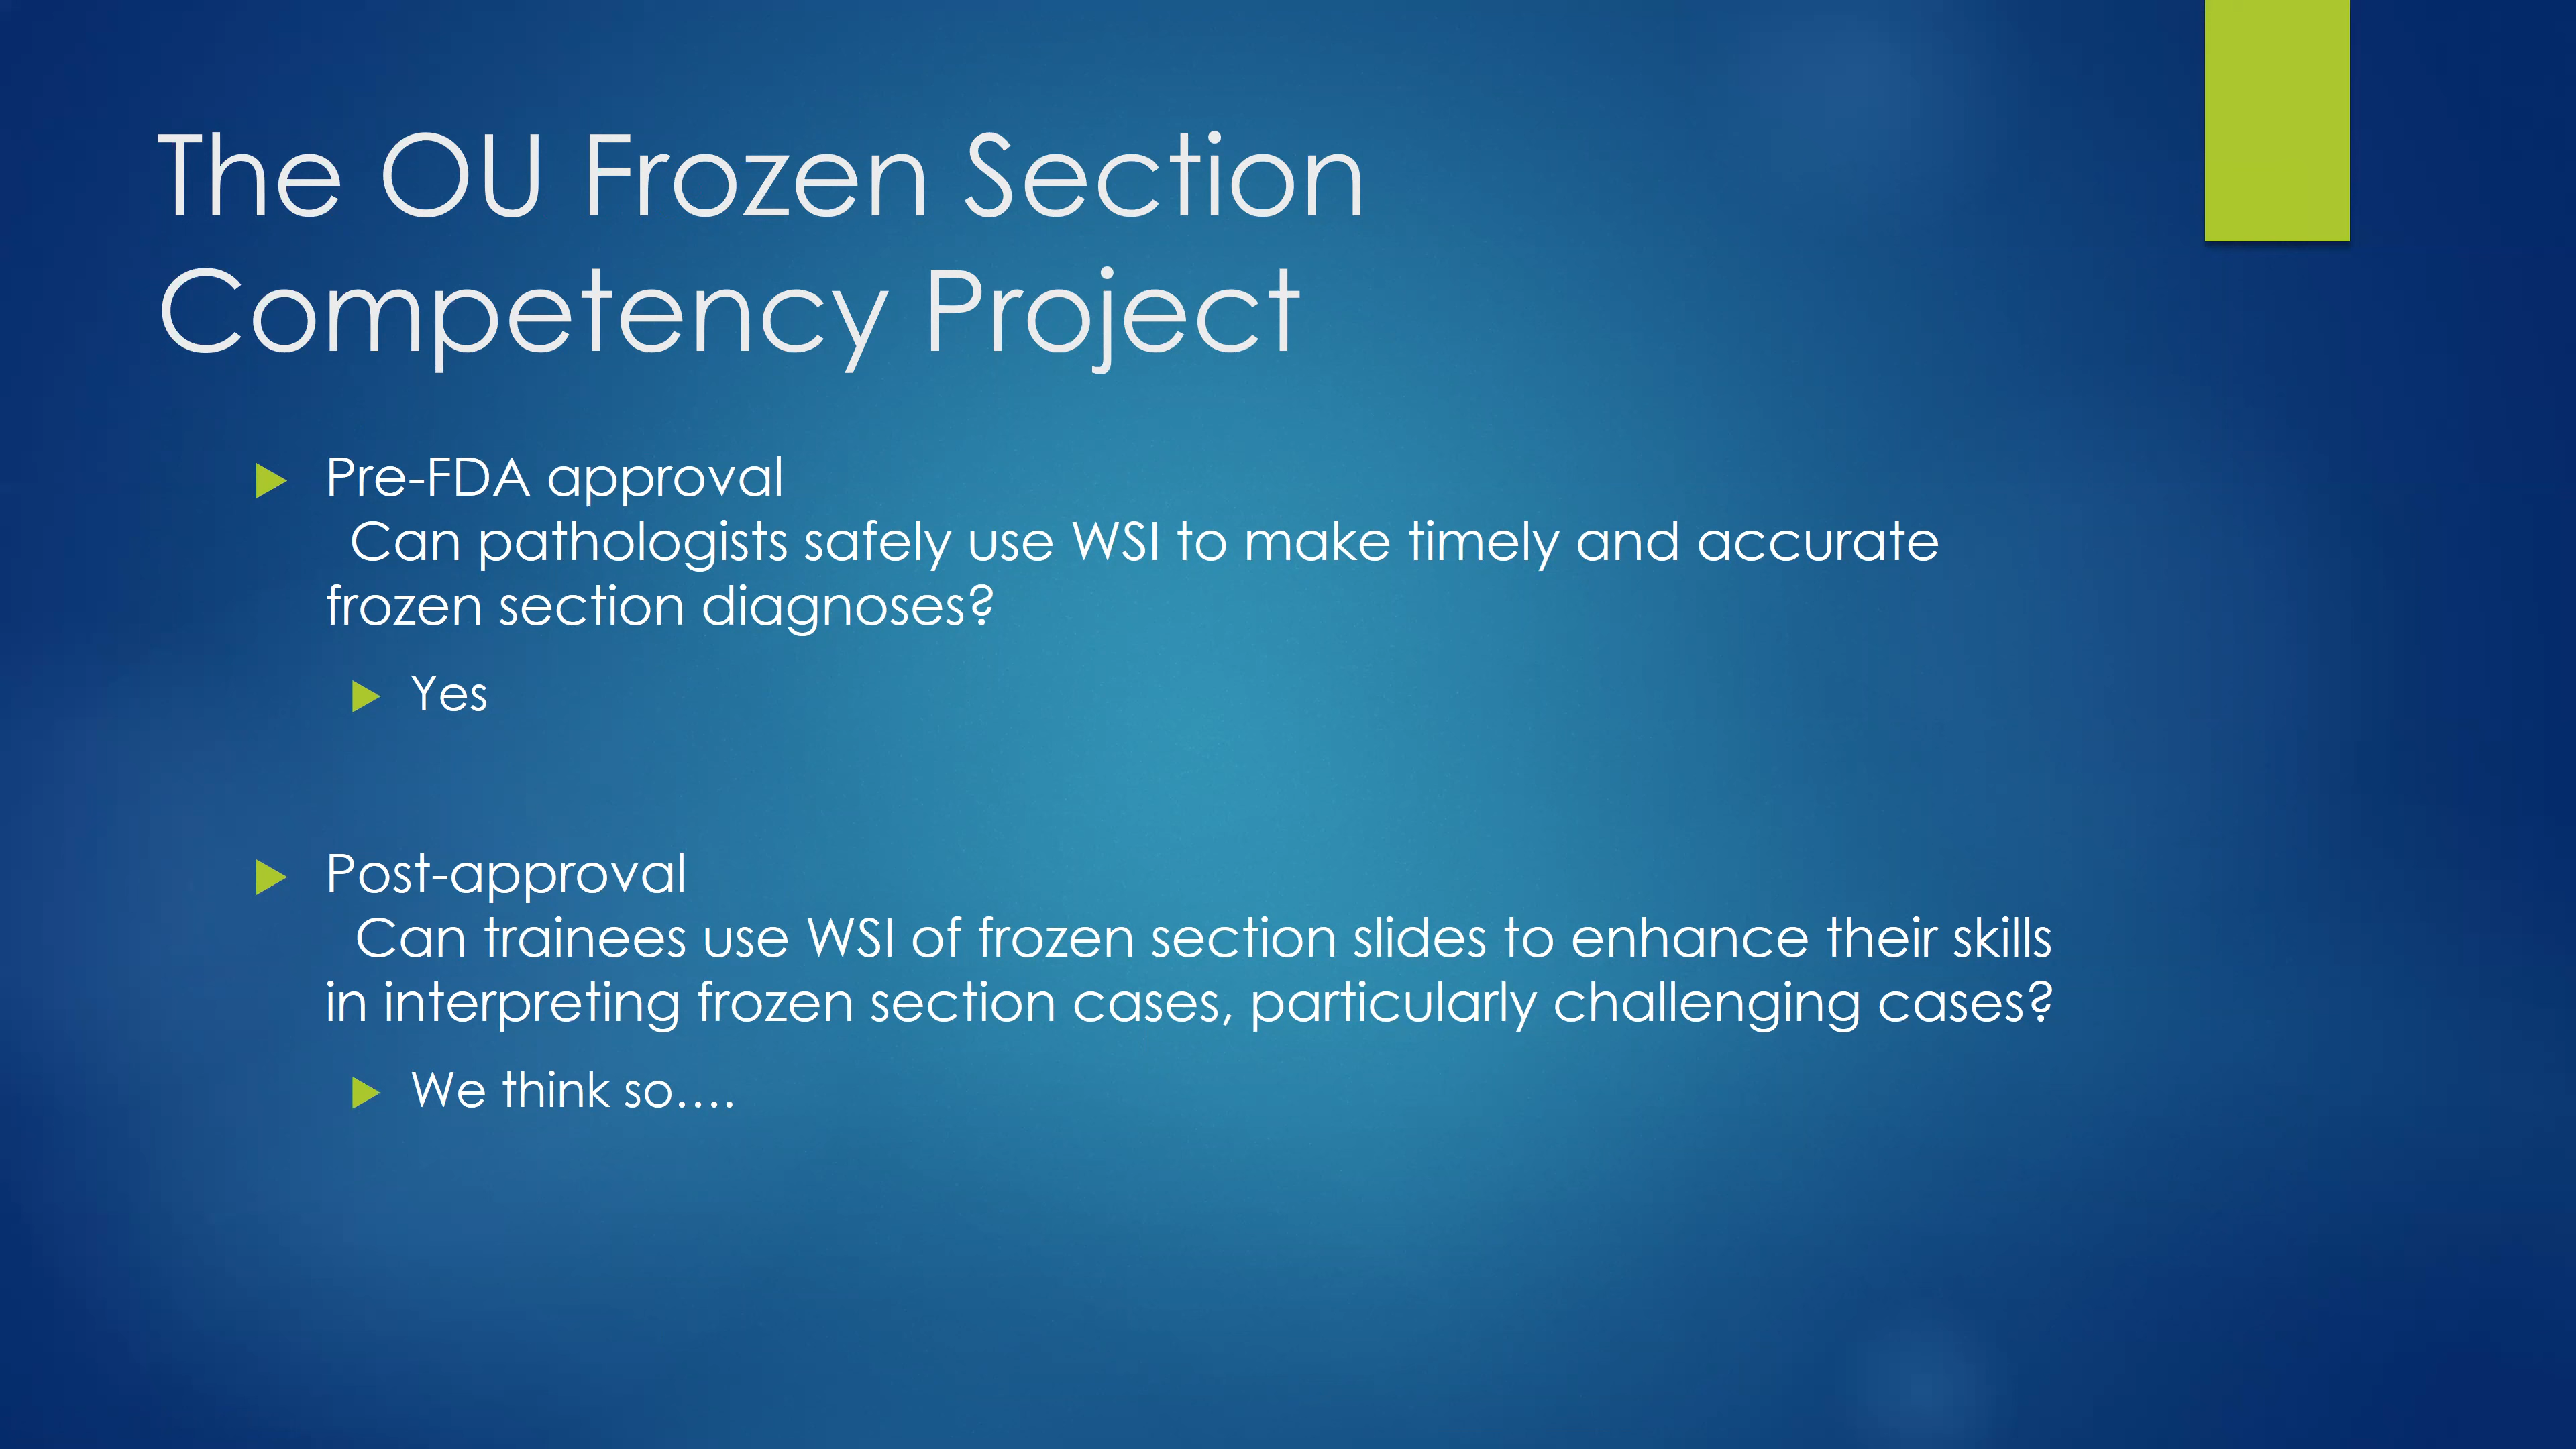 The OU Frozen Section
Competency Project
Pre-FDA approval
Can pathologists safely use WSI to make timely and accurate
frozen section diagnoses?
Yes
Post-approval
Can trainees use WSI of frozen section slides to enhance their skills
in interpreting frozen section cases, particularly challenging cases?
We think so….